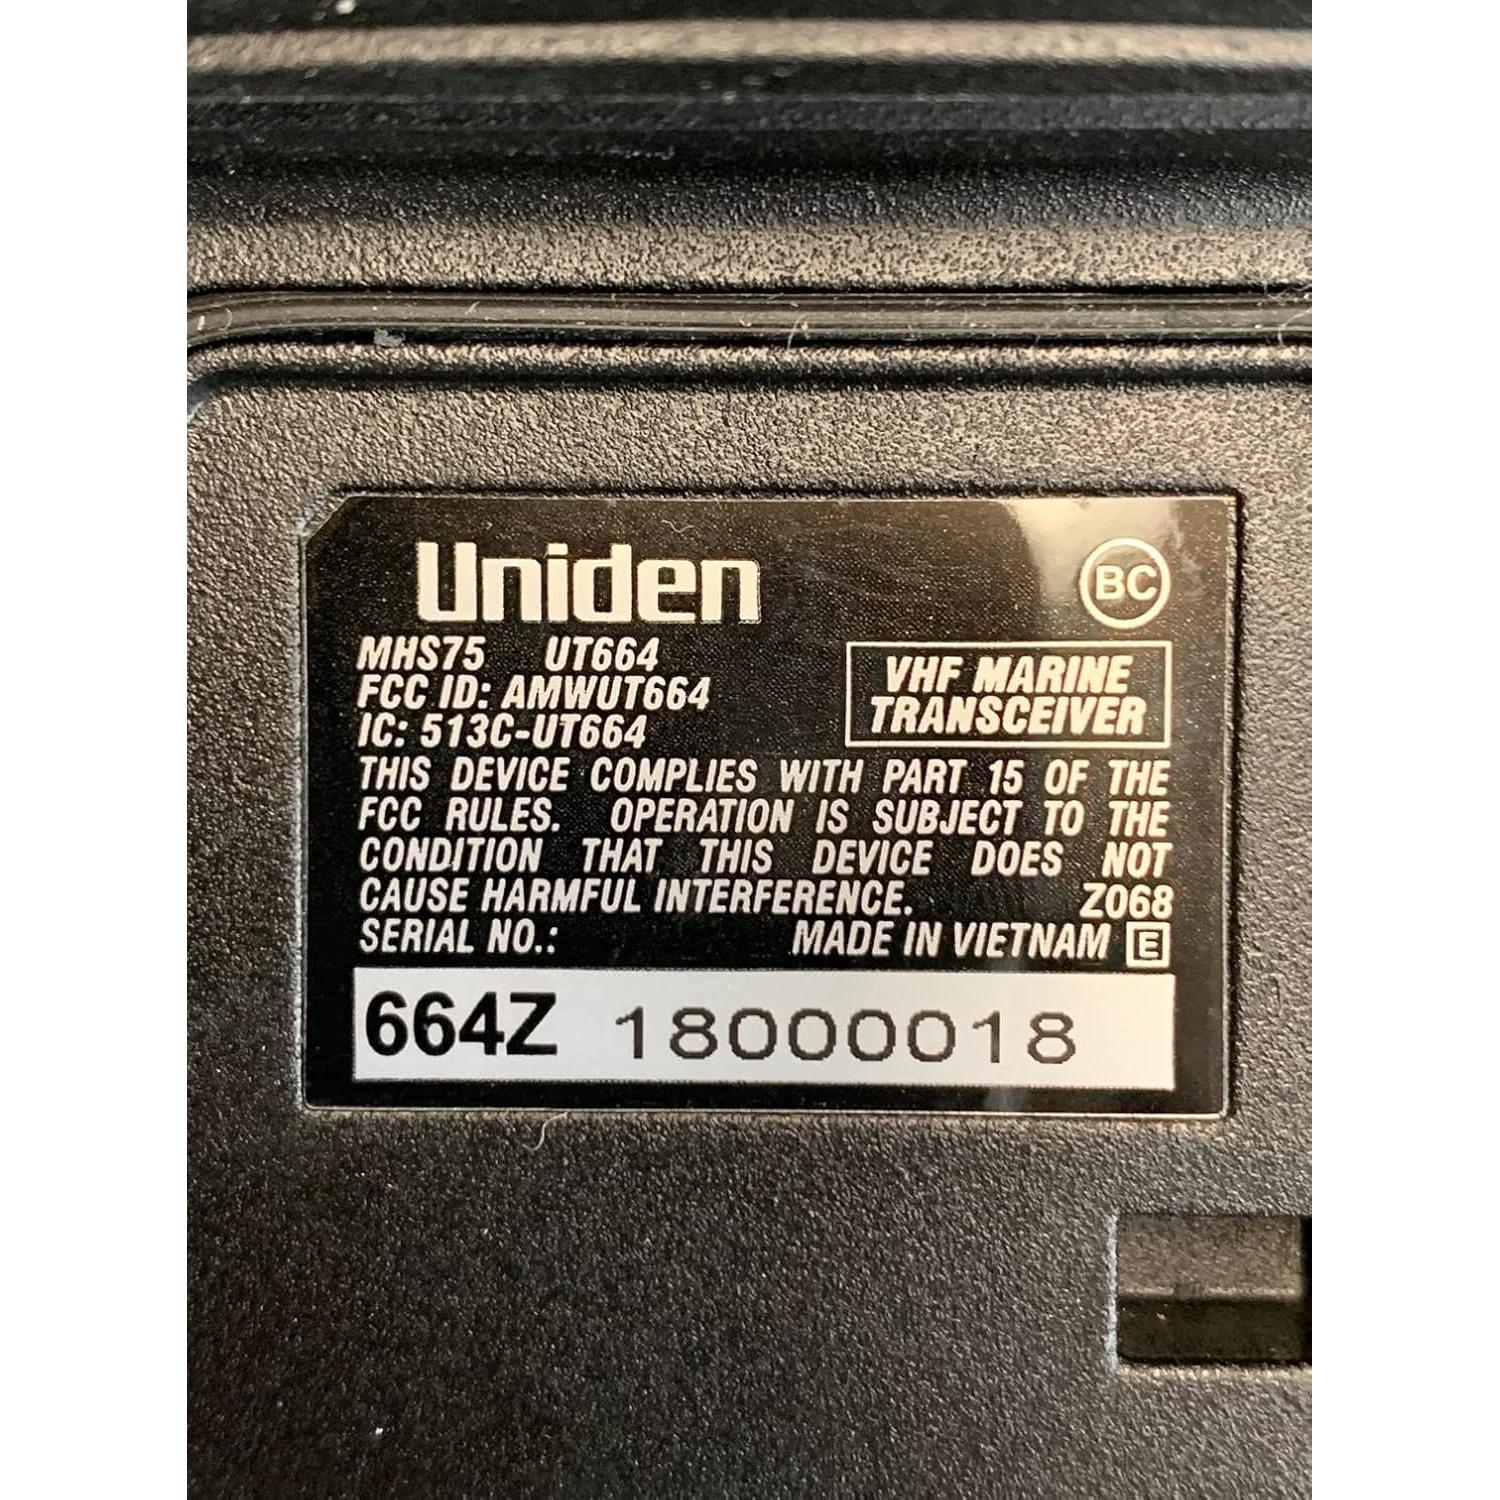 Uniden
BC
MHS75 UT664
FCC ID: AMWUT664
IC: 513C-UT664
VHF MARINE
TRANSCEIVER
THIS DEVICE COMPLIES WITH PART 15 OF THE
FCC RULES. OPERATION IS SUBJECT TO THE
CONDITION THAT THIS DEVICE DOES NOT
CAUSE HARMFUL INTERFERENCE. Z068
SERIAL NO.: MADE IN VIETNAM E
664Z 18000018